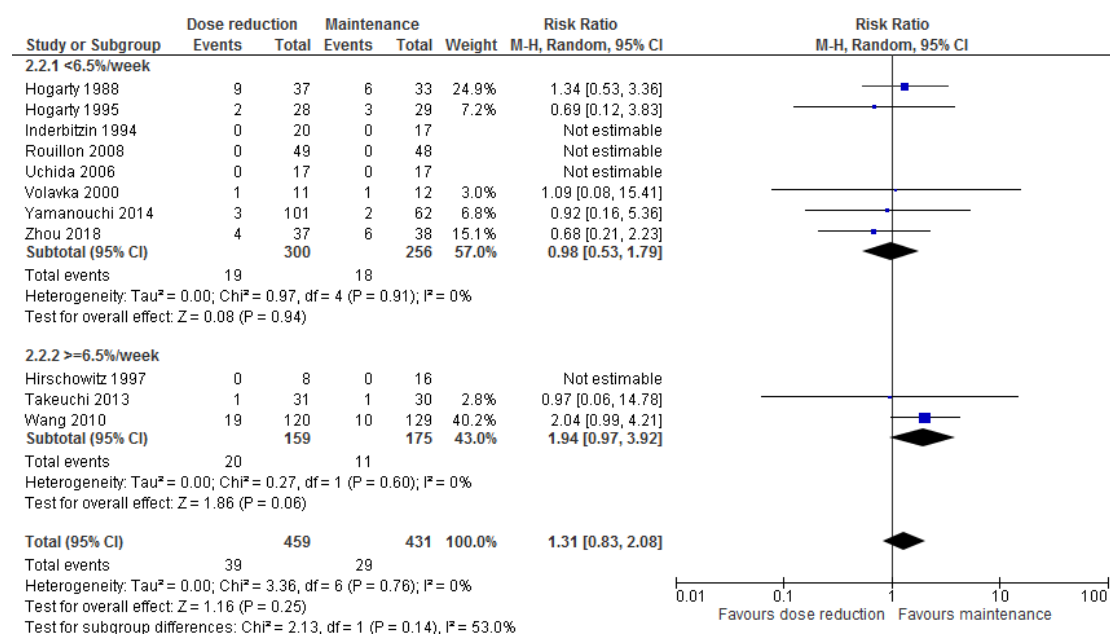 Dose reduction Maintenance Risk Ratio Risk Ratio
Study or Subgroup Events Total Events Total Weight M-H, Random, 95% CI M-H, Random, 95% CI
2.2.1 <6.5%/week
Hogarty 1988 9 37 6 33 24.9% 1.34 [0.53, 3.36]
Hogarty 1995 2 28 3 29 7.2% 0.69 [0.12, 3.83]
Inderbitzin 1994 0 20 0 17 Not estimable
Rouillon 2008 0 49 0 48 Not estimable
Uchida 2006 0 17 0 17 Not estimable
Volavka 2000 1 11 1 12 3.0% 1.09 [0.08, 15.41]
Yamanouchi 2014 3 101 2 62 6.8% 0.92 [0.16, 5.36]
Zhou 2018 4 37 6 38 15.1% 0.68 [0.21, 2.23]
Subtotal (95% CI) 300 256 57.0% 0.98 [0.53, 1.79]
Total events 19 18
Heterogeneity: Tau² = 0.00; Chi² = 0.97, df = 4 (P = 0.91); I² = 0%
Test for overall effect: Z = 0.08 (P = 0.94)
2.2.2 >=6.5%/week
Hirschowitz 1997 0 8 0 16 Not estimable
Takeuchi 2013 1 31 1 30 2.8% 0.97 [0.06, 14.78]
Wang 2010 19 120 10 129 40.2% 2.04 [0.99, 4.21]
Subtotal (95% CI) 159 175 43.0% 1.94 [0.97, 3.92]
Total events 20 11
Heterogeneity: Tau² = 0.00; Chi² = 0.27, df = 1 (P = 0.60); I² = 0%
Test for overall effect: Z = 1.86 (P = 0.06)
Total (95% CI) 459 431 100.0% 1.31 [0.83, 2.08]
Total events 39 29
Heterogeneity: Tau² = 0.00; Chi² = 3.36, df = 6 (P = 0.76); I² = 0%
Test for overall effect: Z = 1.16 (P = 0.25)
Test for subgroup differences: Chi² = 2.13, df = 1 (P = 0.14), I² = 53.0%
0.01 0.1 1 10 100
Favours dose reduction Favours maintenance